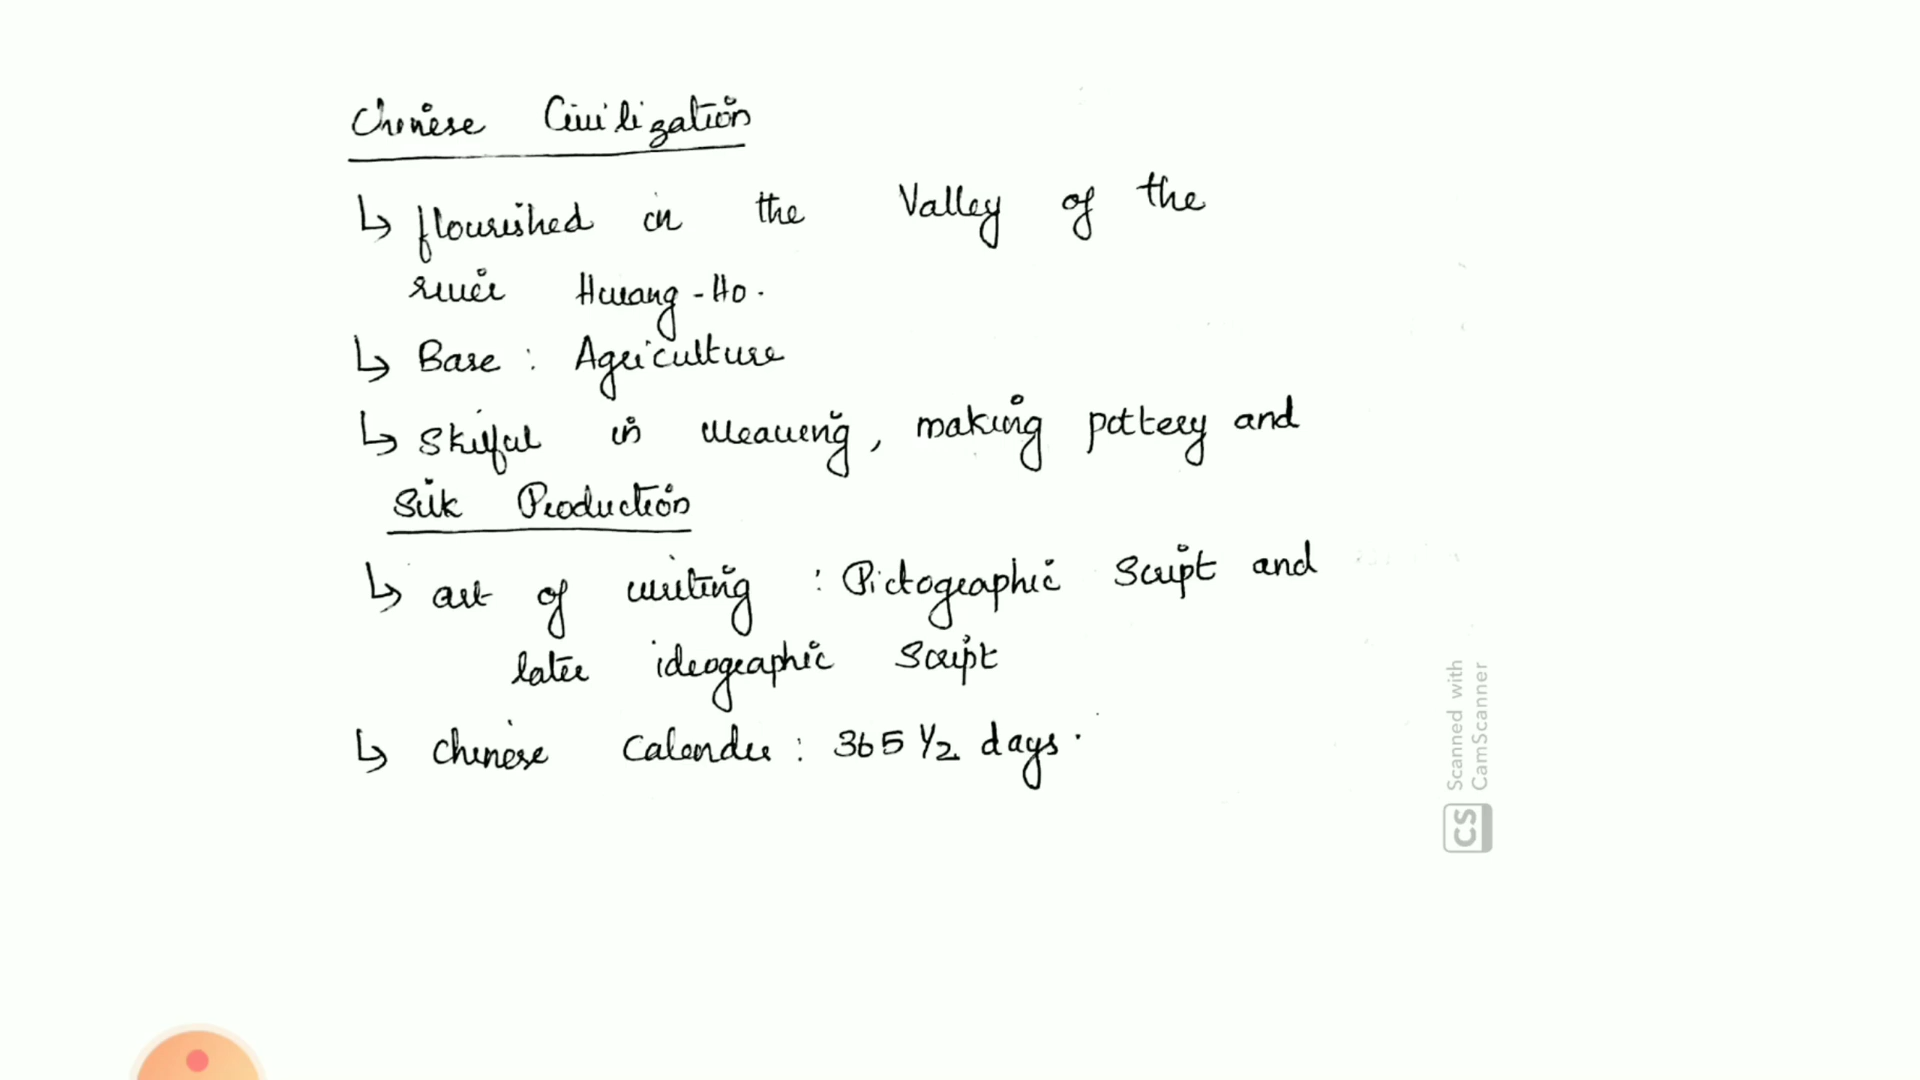 Chinese Civilization
↳ flourished in the Valley of the
river Hwang-Ho.
↳ Base : Agriculture
↳ Skilful in weaving, making pottery and
Silk Production
↳ art of writing : Pictographic Script and
later ideographic Script
↳ Chinese Calender : 365 1/2 days.
Scanned with
CamScanner
CS